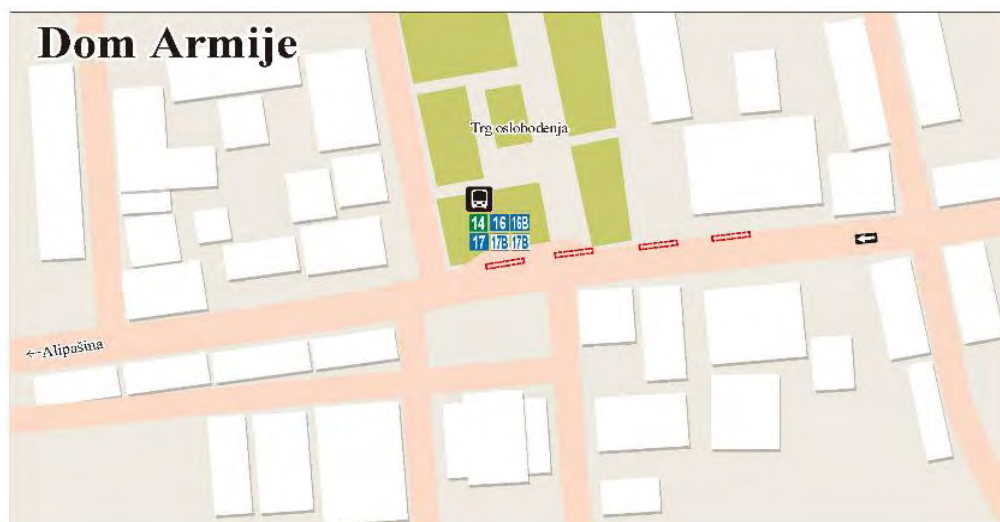 Dom Armije
Trg oslobođenja
14 16 16B
17 17B 17B
←Alipašina